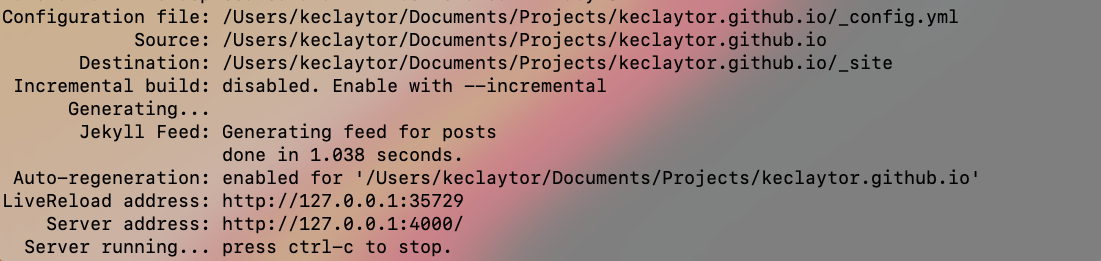 Configuration file: /Users/keclaytor/Documents/Projects/keclaytor.github.io/_config.yml
Source: /Users/keclaytor/Documents/Projects/keclaytor.github.io
Destination: /Users/keclaytor/Documents/Projects/keclaytor.github.io/_site
Incremental build: disabled. Enable with --incremental
Generating...
Jekyll Feed: Generating feed for posts
done in 1.038 seconds.
Auto-regeneration: enabled for '/Users/keclaytor/Documents/Projects/keclaytor.github.io'
LiveReload address: http://127.0.0.1:35729
Server address: http://127.0.0.1:4000/
Server running... press ctrl-c to stop.